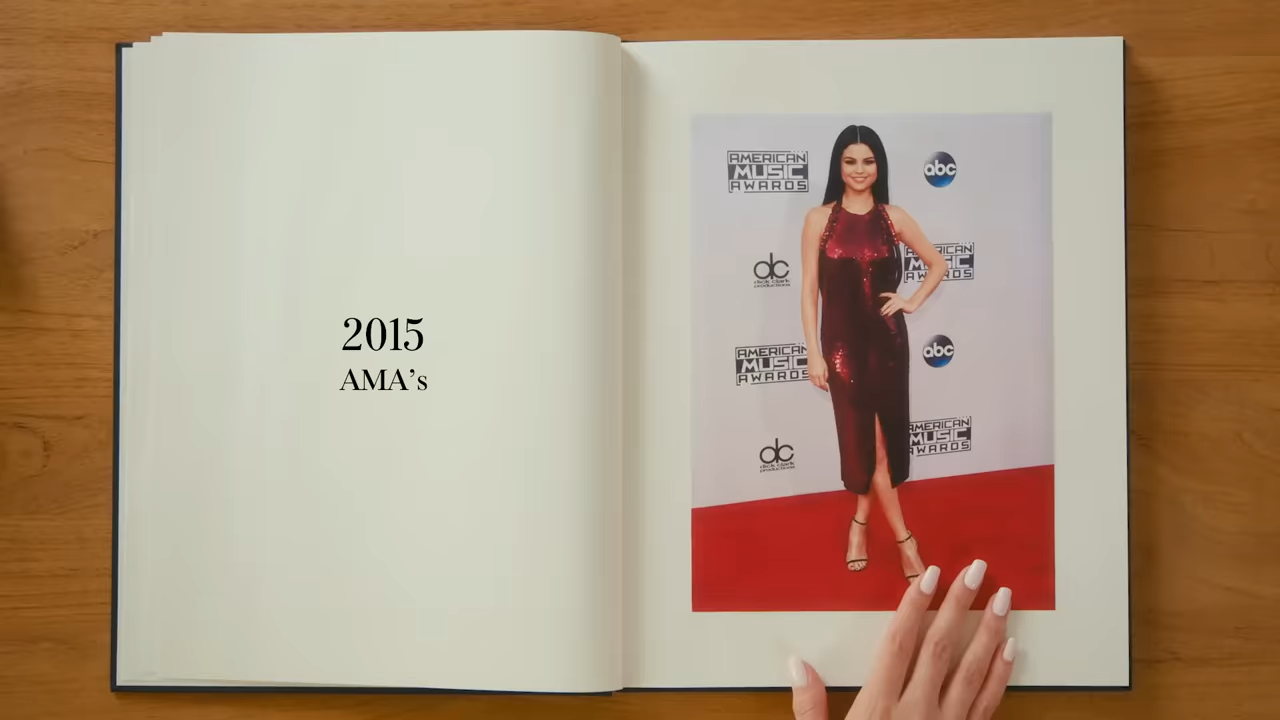 2015
AMA's
AMERICAN
MUSIC
AWARDS
abc
dc
dick clark
productions
AMERICAN
MUSIC
AWARDS
AMERICAN
MUSIC
AWARDS
abc
dc
dick clark
productions
AMERICAN
MUSIC
AWARDS